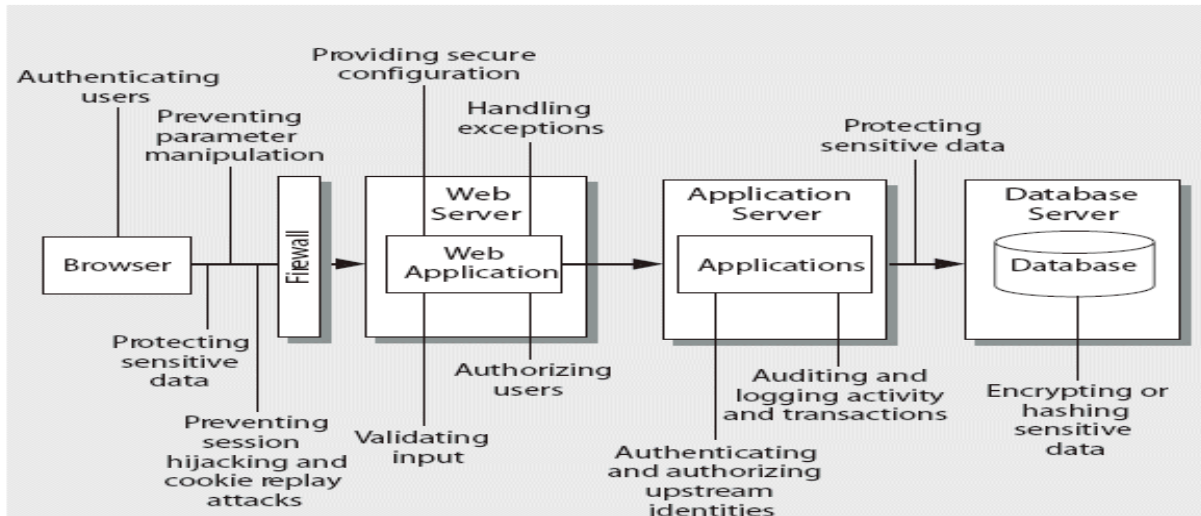 Authenticating
users
Preventing
parameter
manipulation
Providing secure
configuration
Handling
exceptions
Protecting
sensitive data
Browser
Firewall
Web
Server
Web
Application
Application
Server
Applications
Database
Server
Database
Protecting
sensitive
data
Preventing
session
hijacking and
cookie replay
attacks
Validating
input
Authorizing
users
Authenticating
and authorizing
upstream
identities
Auditing and
logging activity
and transactions
Encrypting or
hashing
sensitive
data